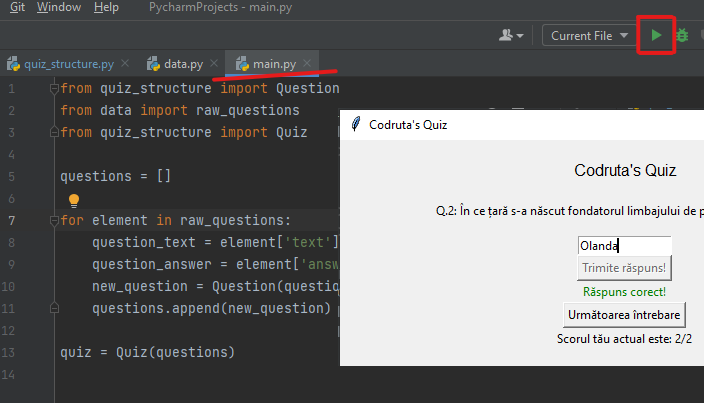 Git Window Help PycharmProjects - main.py
Current File
quiz_structure.py data.py main.py
1 from quiz_structure import Question
2 from data import raw_questions
3 from quiz_structure import Quiz
4
5 questions = []
6
7 for element in raw_questions:
8 question_text = element['text']
9 question_answer = element['answ
10 new_question = Question(questio
11 questions.append(new_question)
12
13 quiz = Quiz(questions)
14
Codruta's Quiz
Codruta's Quiz
Q.2: În ce țară s-a născut fondatorul limbajului de p
Olanda
Trimite răspuns!
Răspuns corect!
Următoarea întrebare
Scorul tău actual este: 2/2